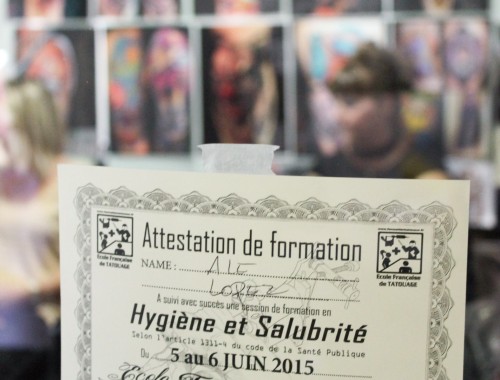 Attestation de formation
NAME : ALE
LOPEZ
A suivi avec succès une session de formation en
Hygiène et Salubrité
Selon l'article 1311-4 du code de la Santé Publique
Du 5 au 6 JUIN 2015
Ecole
Ecole Française
de TATOUAGE
Ecole Française
de TATOUAGE